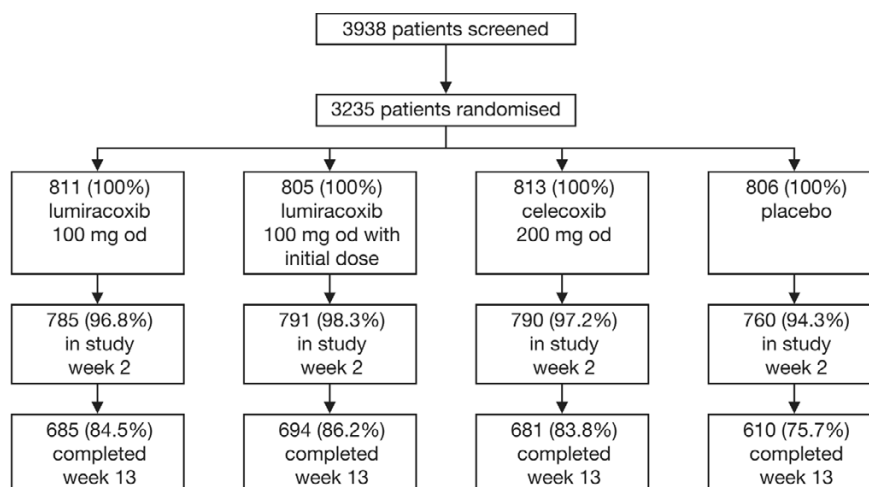 3938 patients screened
3235 patients randomised
811 (100%)
lumiracoxib
100 mg od
805 (100%)
lumiracoxib
100 mg od with
initial dose
813 (100%)
celecoxib
200 mg od
806 (100%)
placebo
785 (96.8%)
in study
week 2
791 (98.3%)
in study
week 2
790 (97.2%)
in study
week 2
760 (94.3%)
in study
week 2
685 (84.5%)
completed
week 13
694 (86.2%)
completed
week 13
681 (83.8%)
completed
week 13
610 (75.7%)
completed
week 13